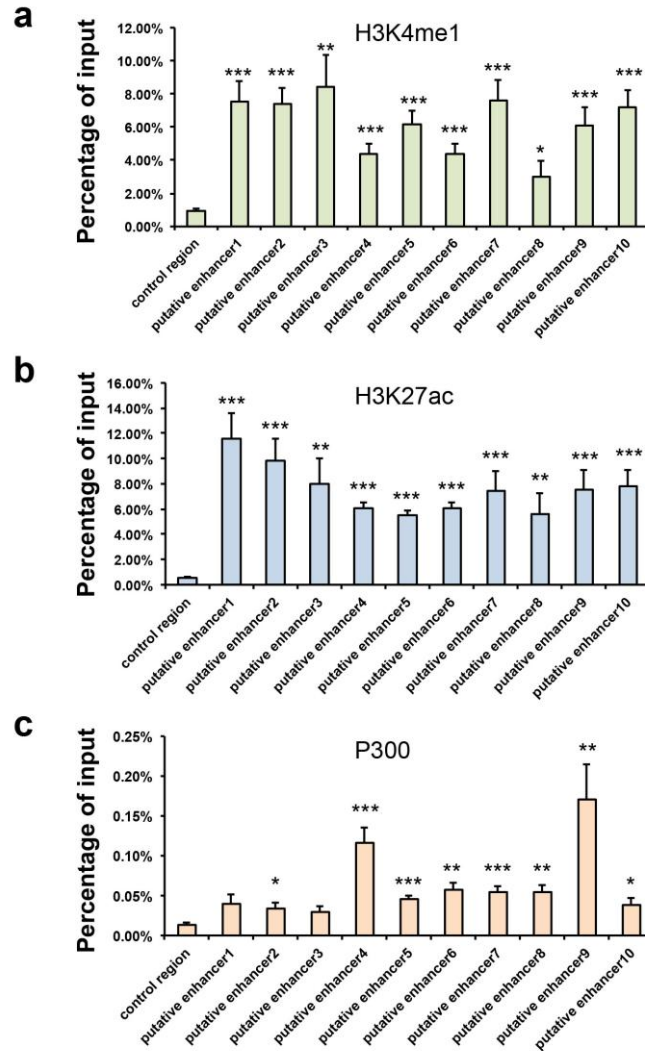 a
H3K4me1
Percentage of input
12.00%
10.00%
8.00%
6.00%
4.00%
2.00%
0.00%
*** *** ** *** *** *** *** * *** ***
control region
putative enhancer1
putative enhancer2
putative enhancer3
putative enhancer4
putative enhancer5
putative enhancer6
putative enhancer7
putative enhancer8
putative enhancer9
putative enhancer10
b
H3K27ac
Percentage of input
16.00%
14.00%
12.00%
10.00%
8.00%
6.00%
4.00%
2.00%
0.00%
*** *** ** *** *** *** *** ** *** ***
control region
putative enhancer1
putative enhancer2
putative enhancer3
putative enhancer4
putative enhancer5
putative enhancer6
putative enhancer7
putative enhancer8
putative enhancer9
putative enhancer10
c
P300
Percentage of input
0.25%
0.20%
0.15%
0.10%
0.05%
0.00%
* *** *** ** *** ** ** *
control region
putative enhancer1
putative enhancer2
putative enhancer3
putative enhancer4
putative enhancer5
putative enhancer6
putative enhancer7
putative enhancer8
putative enhancer9
putative enhancer10